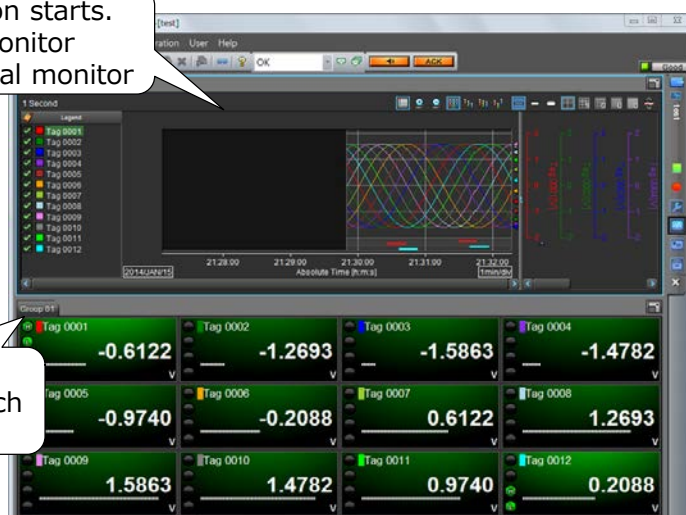 on starts.
onitor
al monitor
[test]
ration User Help
OK
ACK
Good
1 Second
test
Legend
Tag 0001
Tag 0002
Tag 0003
Tag 0004
Tag 0005
Tag 0006
Tag 0007
Tag 0008
Tag 0009
Tag 0010
Tag 0011
Tag 0012
21:28:00 21:29:00 21:30:00 21:31:00 21:32:00
2014/JAN/15 Absolute Time [h:m:s] 1min/div
Group 01
Tag 0001 Tag 0002 Tag 0003 Tag 0004
-0.6122 -1.2693 -1.5863 -1.4782
V V V V
ch
Tag 0005 Tag 0006 Tag 0007 Tag 0008
-0.9740 -0.2088 0.6122 1.2693
V V V V
Tag 0009 Tag 0010 Tag 0011 Tag 0012
1.5863 1.4782 0.9740 0.2088
V V V V